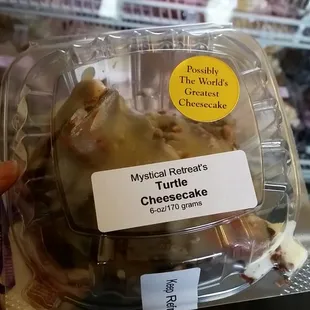 Possibly
The World's
Greatest
Cheesecake
Mystical Retreat's
Turtle
Cheesecake
6-oz/170 grams
Keep